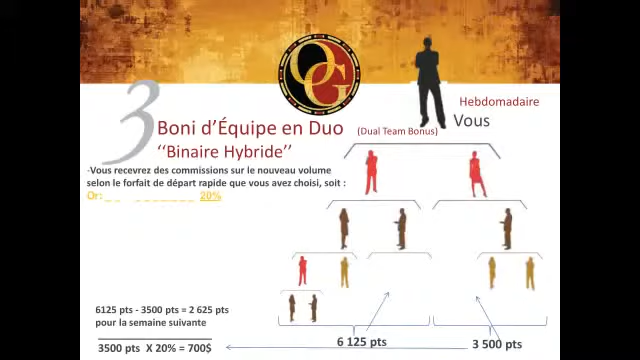 OG
3
Hebdomadaire
Boni d’Équipe en Duo (Dual Team Bonus)
Vous
‘‘Binaire Hybride’’
-Vous recevrez des commissions sur le nouveau volume
selon le forfait de départ rapide que vous avez choisi, soit :
Or: 20%
6125 pts - 3500 pts = 2 625 pts
pour la semaine suivante
3500 pts X 20% = 700$
6 125 pts
3 500 pts